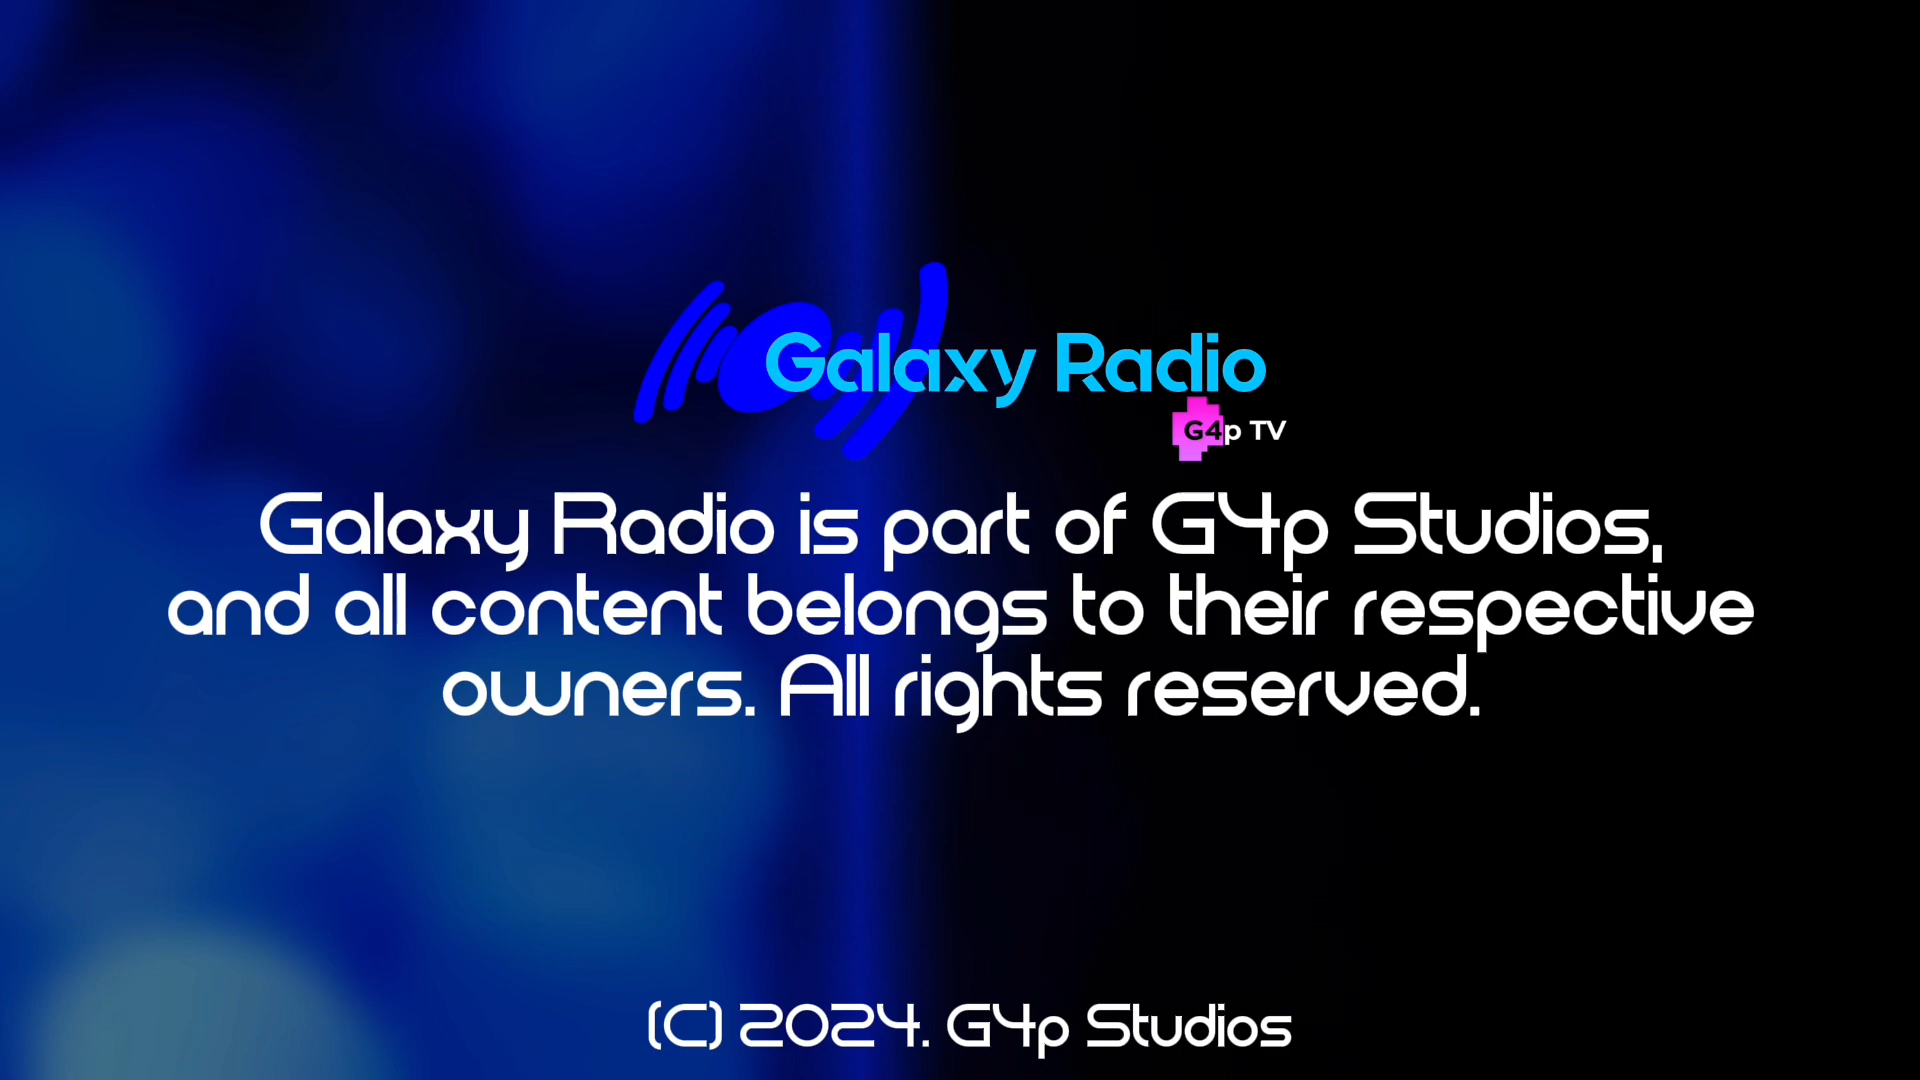 Galaxy Radio
G4p TV
Galaxy Radio is part of G4p Studios,
and all content belongs to their respective
owners. All rights reserved.
(C) 2024. G4p Studios